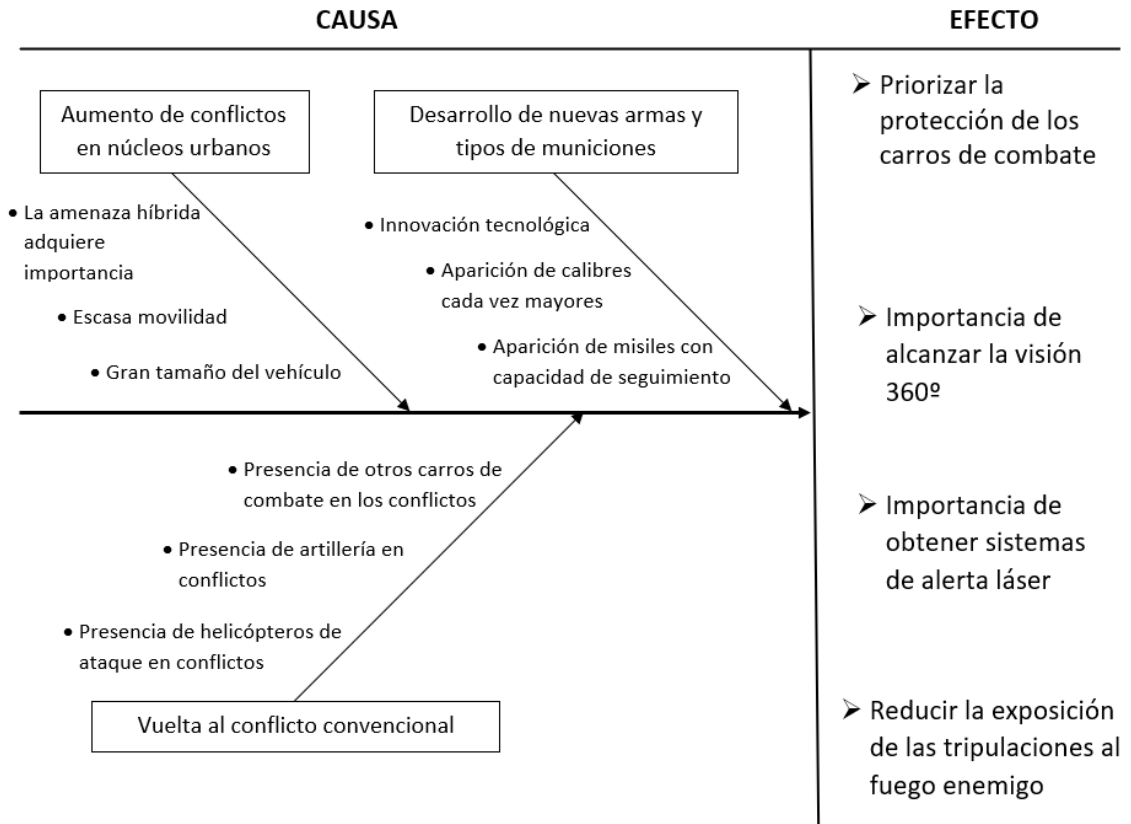 CAUSA
EFECTO
Aumento de conflictos
en núcleos urbanos
• La amenaza híbrida
adquiere
importancia
• Escasa movilidad
• Gran tamaño del vehículo
Desarrollo de nuevas armas y
tipos de municiones
• Innovación tecnológica
• Aparición de calibres
cada vez mayores
• Aparición de misiles con
capacidad de seguimiento
• Presencia de otros carros de
combate en los conflictos
• Presencia de artillería en
conflictos
• Presencia de helicópteros de
ataque en conflictos
Vuelta al conflicto convencional
➢ Priorizar la
protección de los
carros de combate
➢ Importancia de
alcanzar la visión
360º
➢ Importancia de
obtener sistemas
de alerta láser
➢ Reducir la exposición
de las tripulaciones al
fuego enemigo